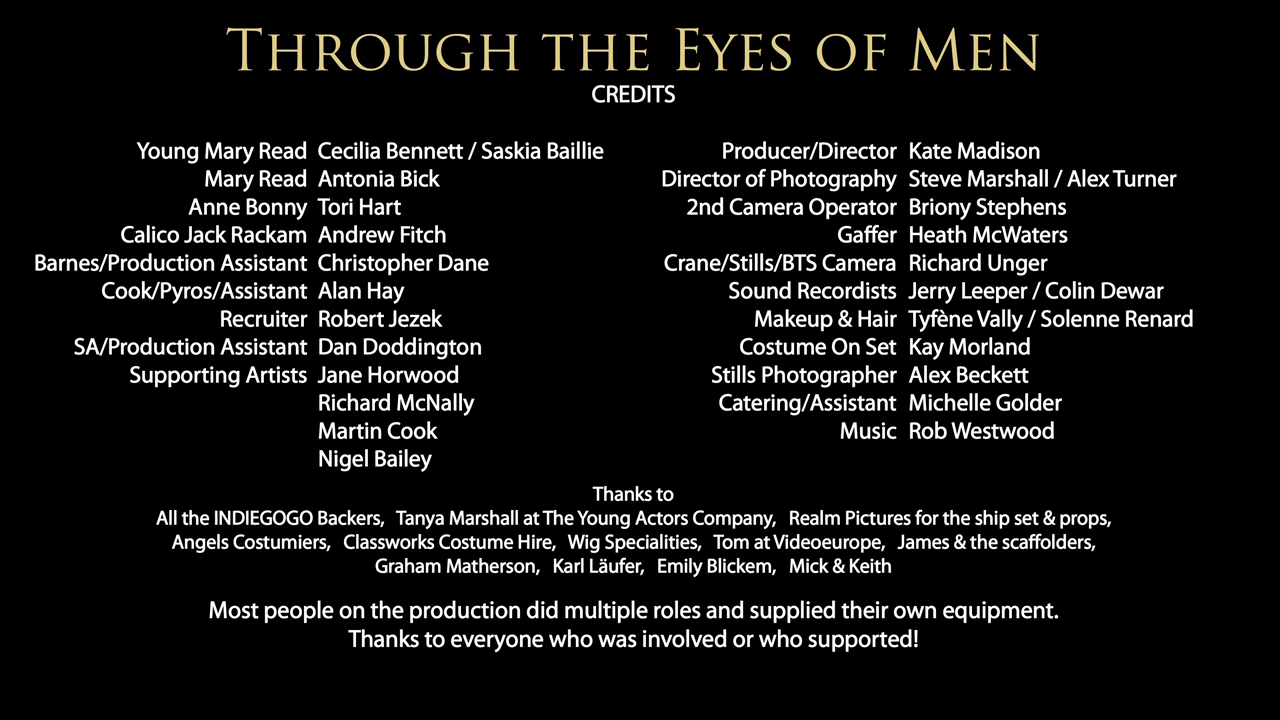 THROUGH THE EYES OF MEN
CREDITS
Young Mary Read Cecilia Bennett / Saskia Baillie
Mary Read Antonia Bick
Anne Bonny Tori Hart
Calico Jack Rackam Andrew Fitch
Barnes/Production Assistant Christopher Dane
Cook/Pyros/Assistant Alan Hay
Recruiter Robert Jezek
SA/Production Assistant Dan Doddington
Supporting Artists Jane Horwood
Richard McNally
Martin Cook
Nigel Bailey
Producer/Director Kate Madison
Director of Photography Steve Marshall / Alex Turner
2nd Camera Operator Briony Stephens
Gaffer Heath McWaters
Crane/Stills/BTS Camera Richard Unger
Sound Recordists Jerry Leeper / Colin Dewar
Makeup & Hair Tyfène Vally / Solenne Renard
Costume On Set Kay Morland
Stills Photographer Alex Beckett
Catering/Assistant Michelle Golder
Music Rob Westwood
Thanks to
All the INDIEGOGO Backers, Tanya Marshall at The Young Actors Company, Realm Pictures for the ship set & props,
Angels Costumiers, Classworks Costume Hire, Wig Specialities, Tom at Videoeurope, James & the scaffolders,
Graham Matherson, Karl Läufer, Emily Blickem, Mick & Keith
Most people on the production did multiple roles and supplied their own equipment.
Thanks to everyone who was involved or who supported!